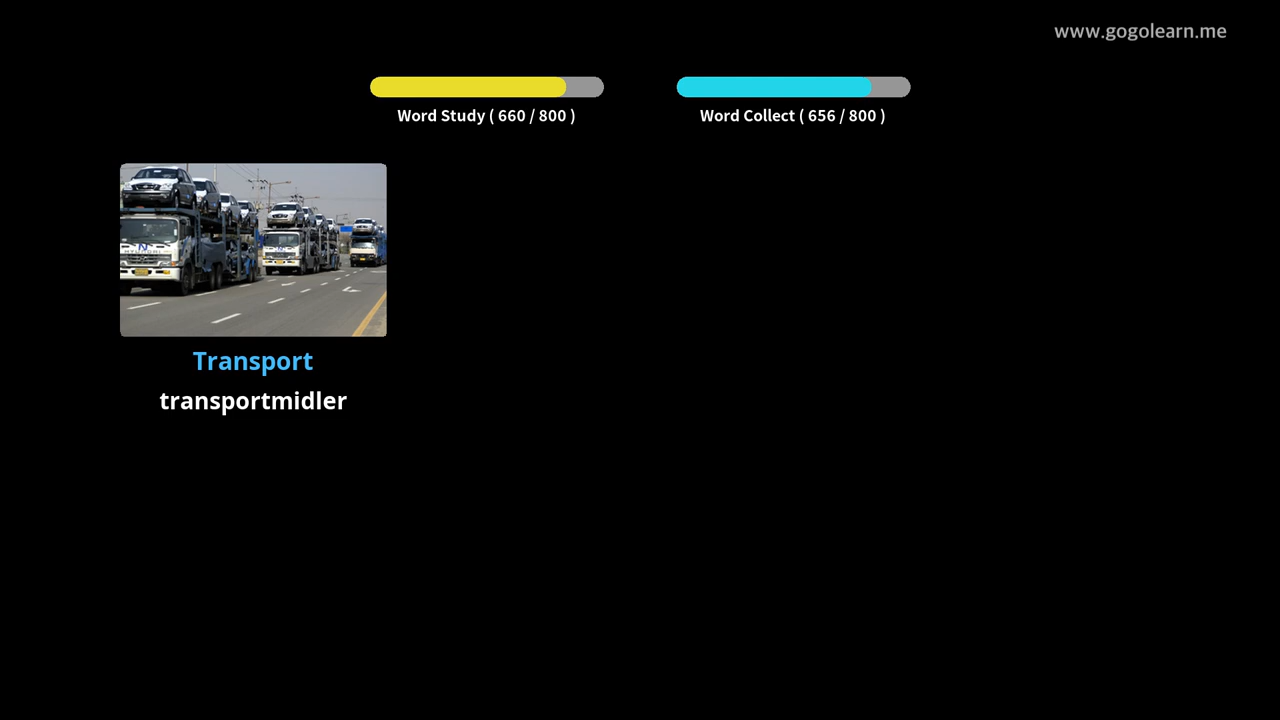 www.gogolearn.me
Word Study ( 660 / 800 )
Word Collect ( 656 / 800 )
Transport
transportmidler